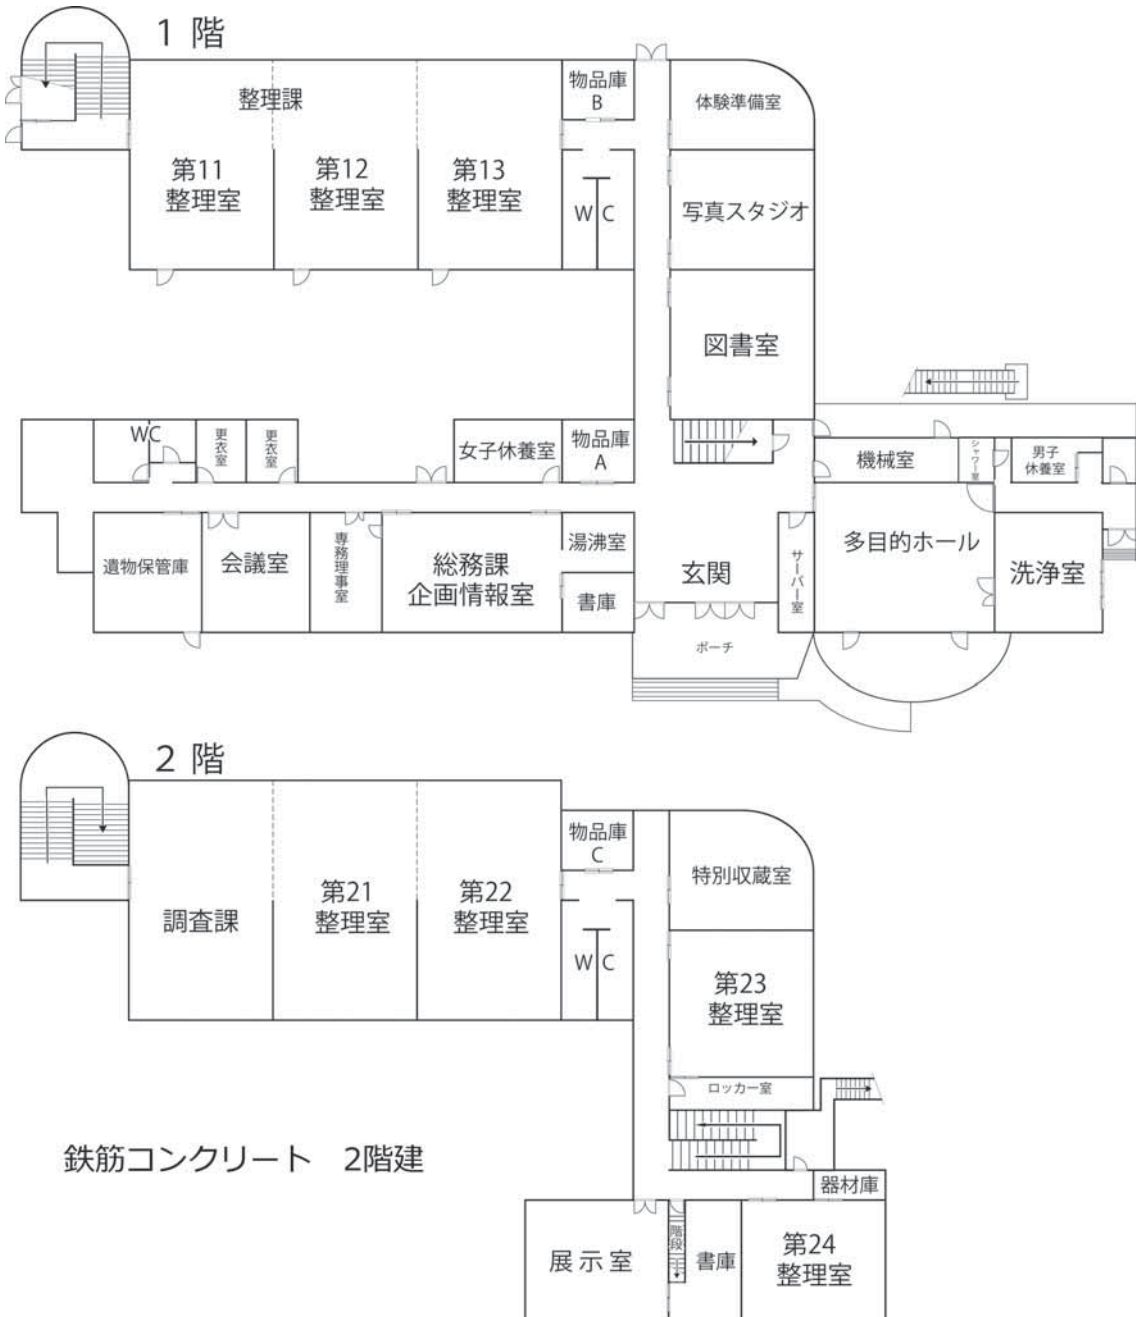 1 階
物品庫
B
体験準備室
整理課
第11
整理室
第12
整理室
第13
整理室
W C
写真スタジオ
図書室
WC
更衣室
更衣室
女子休養室
物品庫
A
機械室
シャワー室
男子
休養室
遺物保管庫
会議室
専務理事室
総務課
企画情報室
湯沸室
書庫
玄関
サーバー室
多目的ホール
洗浄室
ポーチ
2 階
物品庫
C
特別収蔵室
調査課
第21
整理室
第22
整理室
W C
第23
整理室
ロッカー室
鉄筋コンクリート 2階建
器材庫
展示室
階段
書庫
第24
整理室